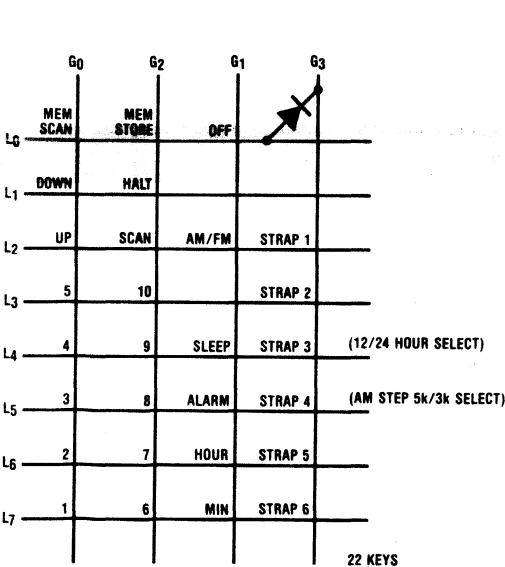 G0 G2 G1 G3
MEM MEM
L0 SCAN STORE OFF
L1 DOWN HALT
L2 UP SCAN AM/FM STRAP 1
L3 5 10 STRAP 2
L4 4 9 SLEEP STRAP 3 (12/24 HOUR SELECT)
L5 3 8 ALARM STRAP 4 (AM STEP 5k/3k SELECT)
L6 2 7 HOUR STRAP 5
L7 1 6 MIN STRAP 6
22 KEYS